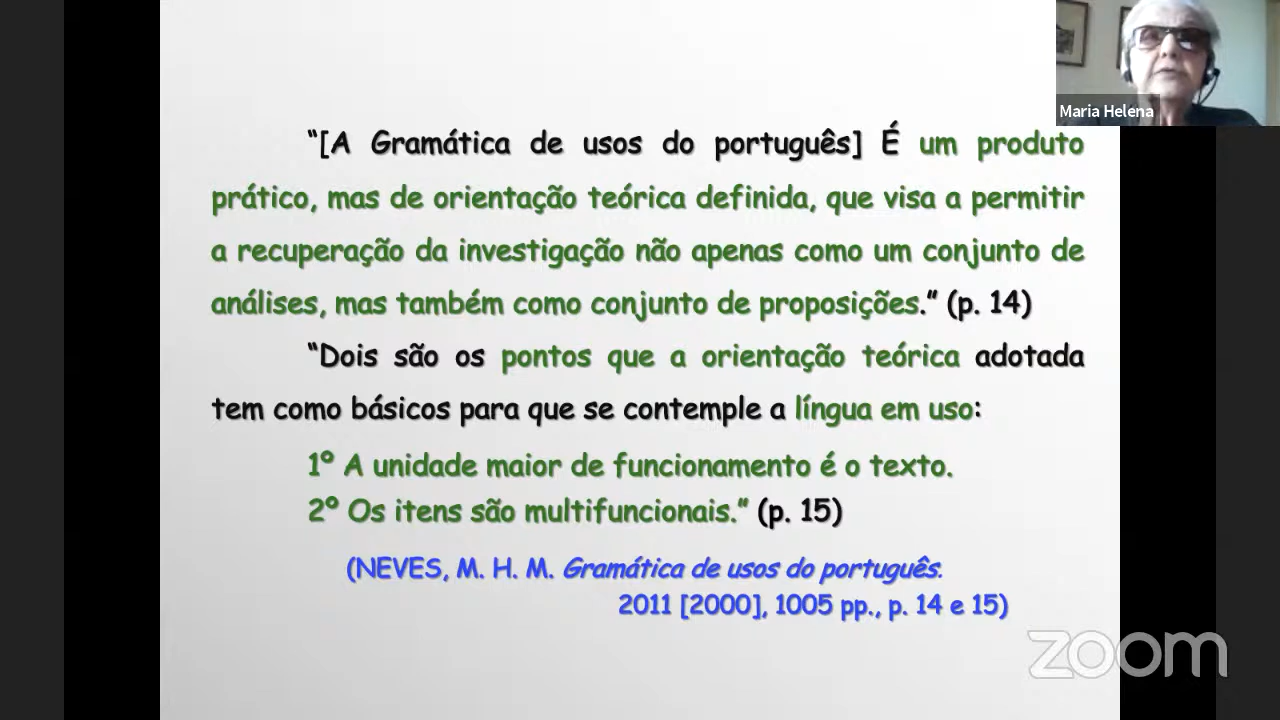 Maria Helena
“[A Gramática de usos do português] É um produto
prático, mas de orientação teórica definida, que visa a permitir
a recuperação da investigação não apenas como um conjunto de
análises, mas também como conjunto de proposições.” (p. 14)
“Dois são os pontos que a orientação teórica adotada
tem como básicos para que se contemple a língua em uso:
1º A unidade maior de funcionamento é o texto.
2º Os itens são multifuncionais.” (p. 15)
(NEVES, M. H. M. Gramática de usos do português.
2011 [2000], 1005 pp., p. 14 e 15)
zoom